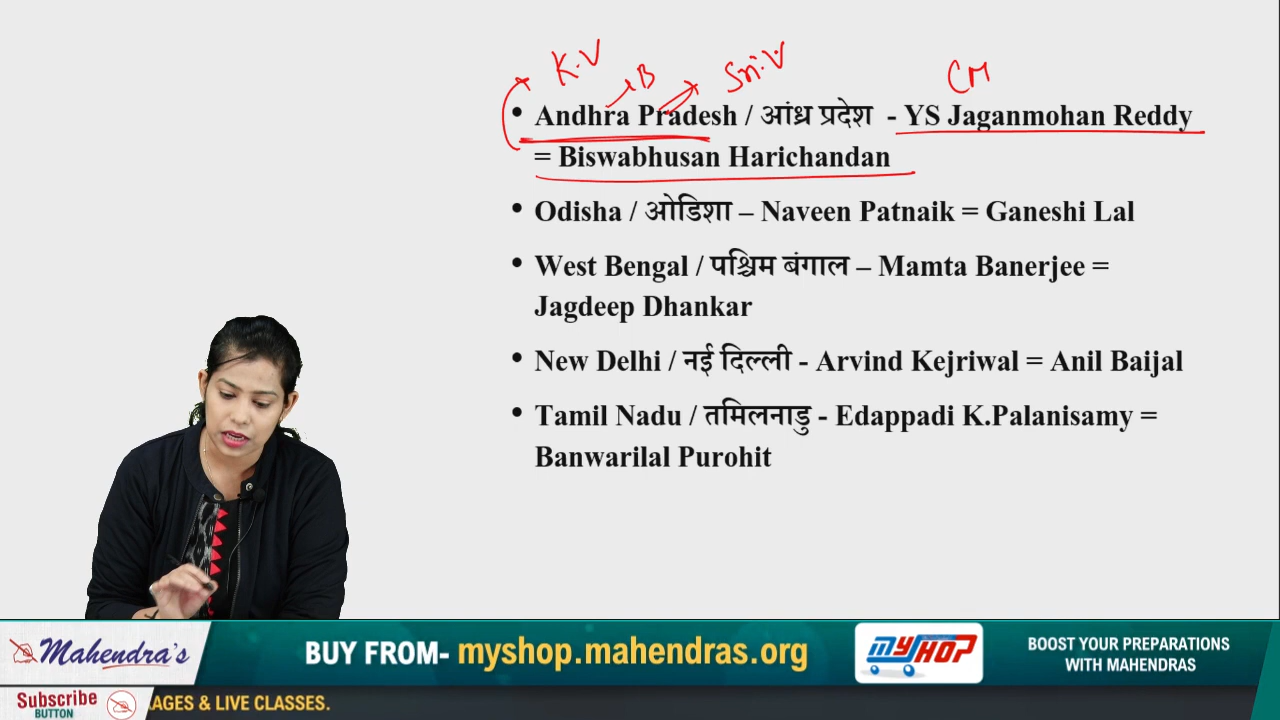 K.V
B
Sri.V
CM
• Andhra Pradesh / आंध्र प्रदेश - YS Jaganmohan Reddy
= Biswabhusan Harichandan
• Odisha / ओडिशा – Naveen Patnaik = Ganeshi Lal
• West Bengal / पश्चिम बंगाल – Mamta Banerjee =
Jagdeep Dhankar
• New Delhi / नई दिल्ली - Arvind Kejriwal = Anil Baijal
• Tamil Nadu / तमिलनाडु - Edappadi K.Palanisamy =
Banwarilal Purohit
Mahendra's
BUY FROM- myshop.mahendras.org
MYSHOP
BOOST YOUR PREPARATIONS
WITH MAHENDRAS
Subscribe
BUTTON
KAGES & LIVE CLASSES.